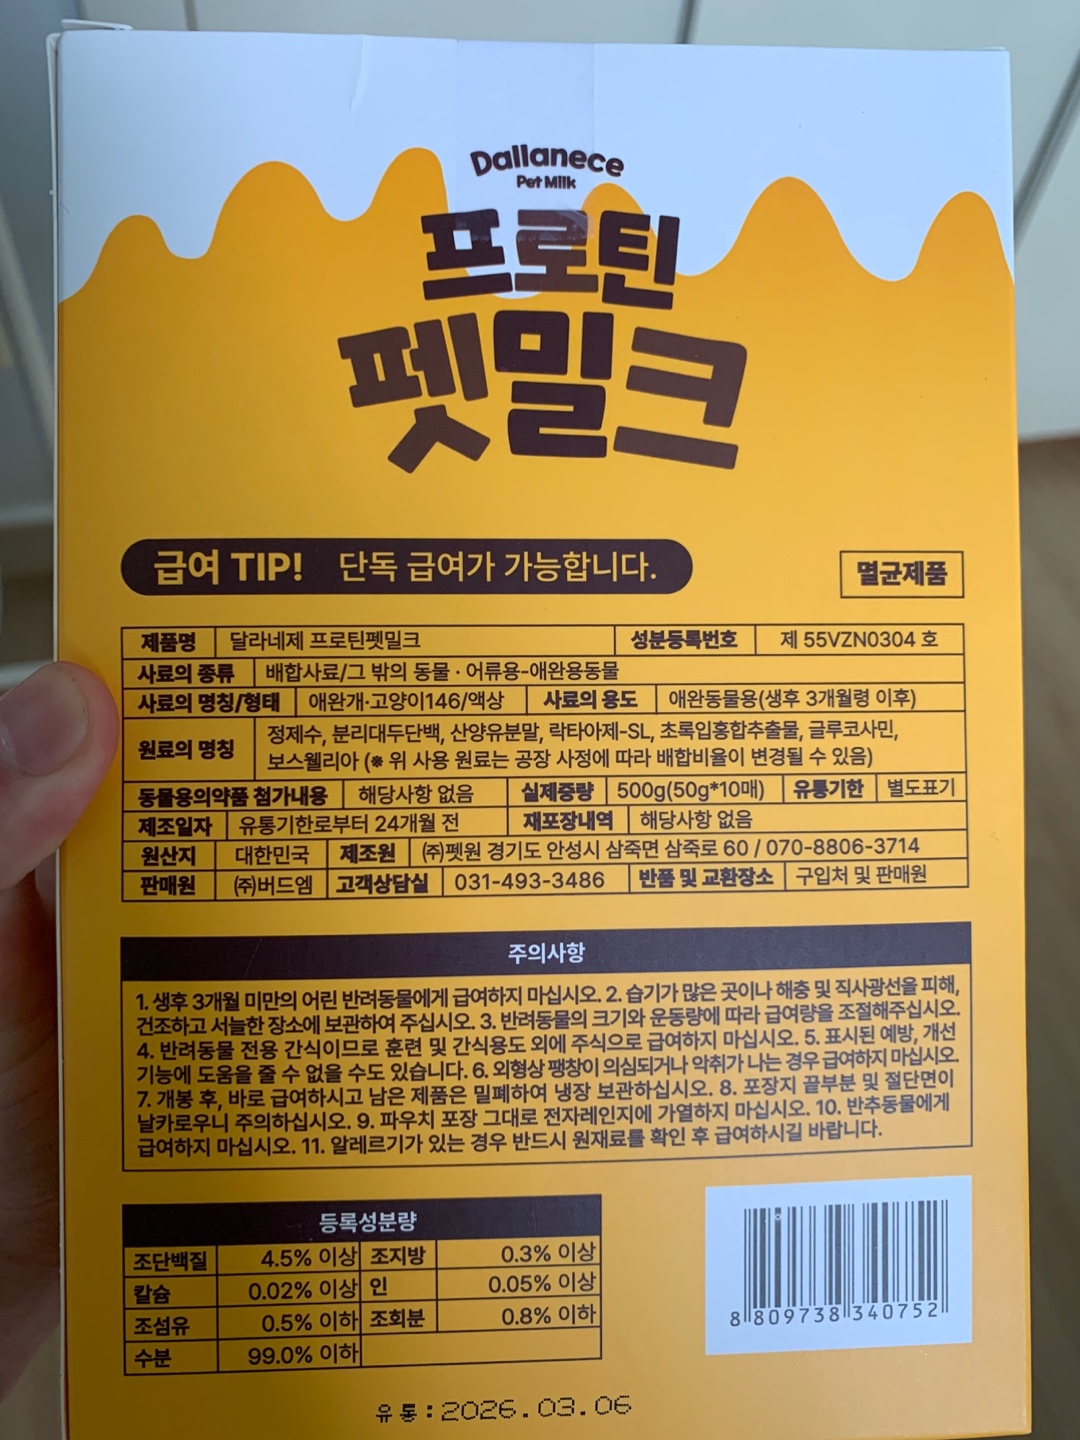 Dallanece
Pet Milk
프로틴
펫밀크
급여 TIP! 단독 급여가 가능합니다.
멸균제품
제품명 달라네제 프로틴펫밀크 성분등록번호 제 55VZN0304 호
사료의 종류 배합사료/그 밖의 동물·어류용-애완용동물
사료의 명칭/형태 애완개·고양이146/액상 사료의 용도 애완동물용(생후 3개월령 이후)
원료의 명칭 정제수, 분리대두단백, 산양유분말, 락타아제-SL, 초록입홍합추출물, 글루코사민,
보스웰리아 (※ 위 사용 원료는 공장 사정에 따라 배합비율이 변경될 수 있음)
동물용의약품 첨가내용 해당사항 없음 실제중량 500g(50g*10매) 유통기한 별도표기
제조일자 유통기한로부터 24개월 전 재포장내역 해당사항 없음
원산지 대한민국 제조원 ㈜펫원 경기도 안성시 삼죽면 삼죽로 60 / 070-8806-3714
판매원 ㈜버드엠 고객상담실 031-493-3486 반품 및 교환장소 구입처 및 판매원
주의사항
1. 생후 3개월 미만의 어린 반려동물에게 급여하지 마십시오. 2. 습기가 많은 곳이나 해충 및 직사광선을 피해,
건조하고 서늘한 장소에 보관하여 주십시오. 3. 반려동물의 크기와 운동량에 따라 급여량을 조절해주십시오.
4. 반려동물 전용 간식이므로 훈련 및 간식용도 외에 주식으로 급여하지 마십시오. 5. 표시된 예방, 개선
기능에 도움을 줄 수 없을 수도 있습니다. 6. 외형상 팽창이 의심되거나 악취가 나는 경우 급여하지 마십시오.
7. 개봉 후, 바로 급여하시고 남은 제품은 밀폐하여 냉장 보관하십시오. 8. 포장지 끝부분 및 절단면이
날카로우니 주의하십시오. 9. 파우치 포장 그대로 전자레인지에 가열하지 마십시오. 10. 반추동물에게
급여하지 마십시오. 11. 알레르기가 있는 경우 반드시 원재료를 확인 후 급여하시길 바랍니다.
등록성분량
조단백질 4.5% 이상 조지방 0.3% 이상
칼슘 0.02% 이상 인 0.05% 이상
조섬유 0.5% 이하 조회분 0.8% 이하
수분 99.0% 이하
8 809738 340752
유통:2026.03.06